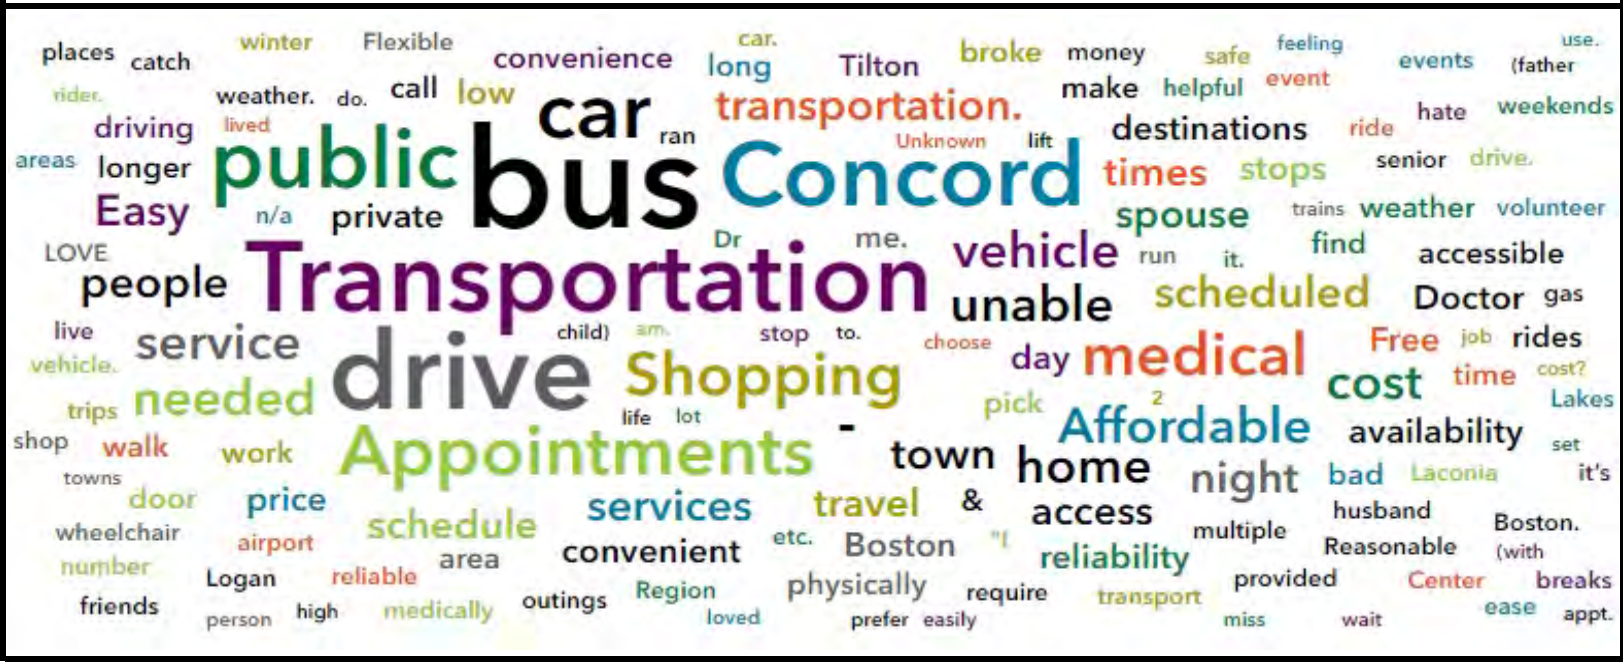 places catch winter Flexible convenience car. long Tilton broke money safe feeling events use. (father
rider. weather. do. call low car transportation. make helpful event hate weekends
driving lived public bus ran Concord Unknown lift destinations ride
areas longer times stops senior drive.
Easy n/a private spouse trains weather volunteer
LOVE Transportation Dr me. vehicle run it. find accessible
people unable scheduled Doctor gas
live service drive child) am. stop to. choose day medical Free job rides
vehicle. Shopping cost time cost?
trips needed life lot pick 2 Lakes
shop walk work Appointments - town home Affordable availability set
towns night bad Laconia it's
door price schedule services travel & access multiple husband Boston.
wheelchair airport area convenient etc. Boston "I reliability Reasonable (with
number Logan reliable Region physically require transport provided Center breaks
friends person high medically outings loved prefer easily miss wait ease appt.